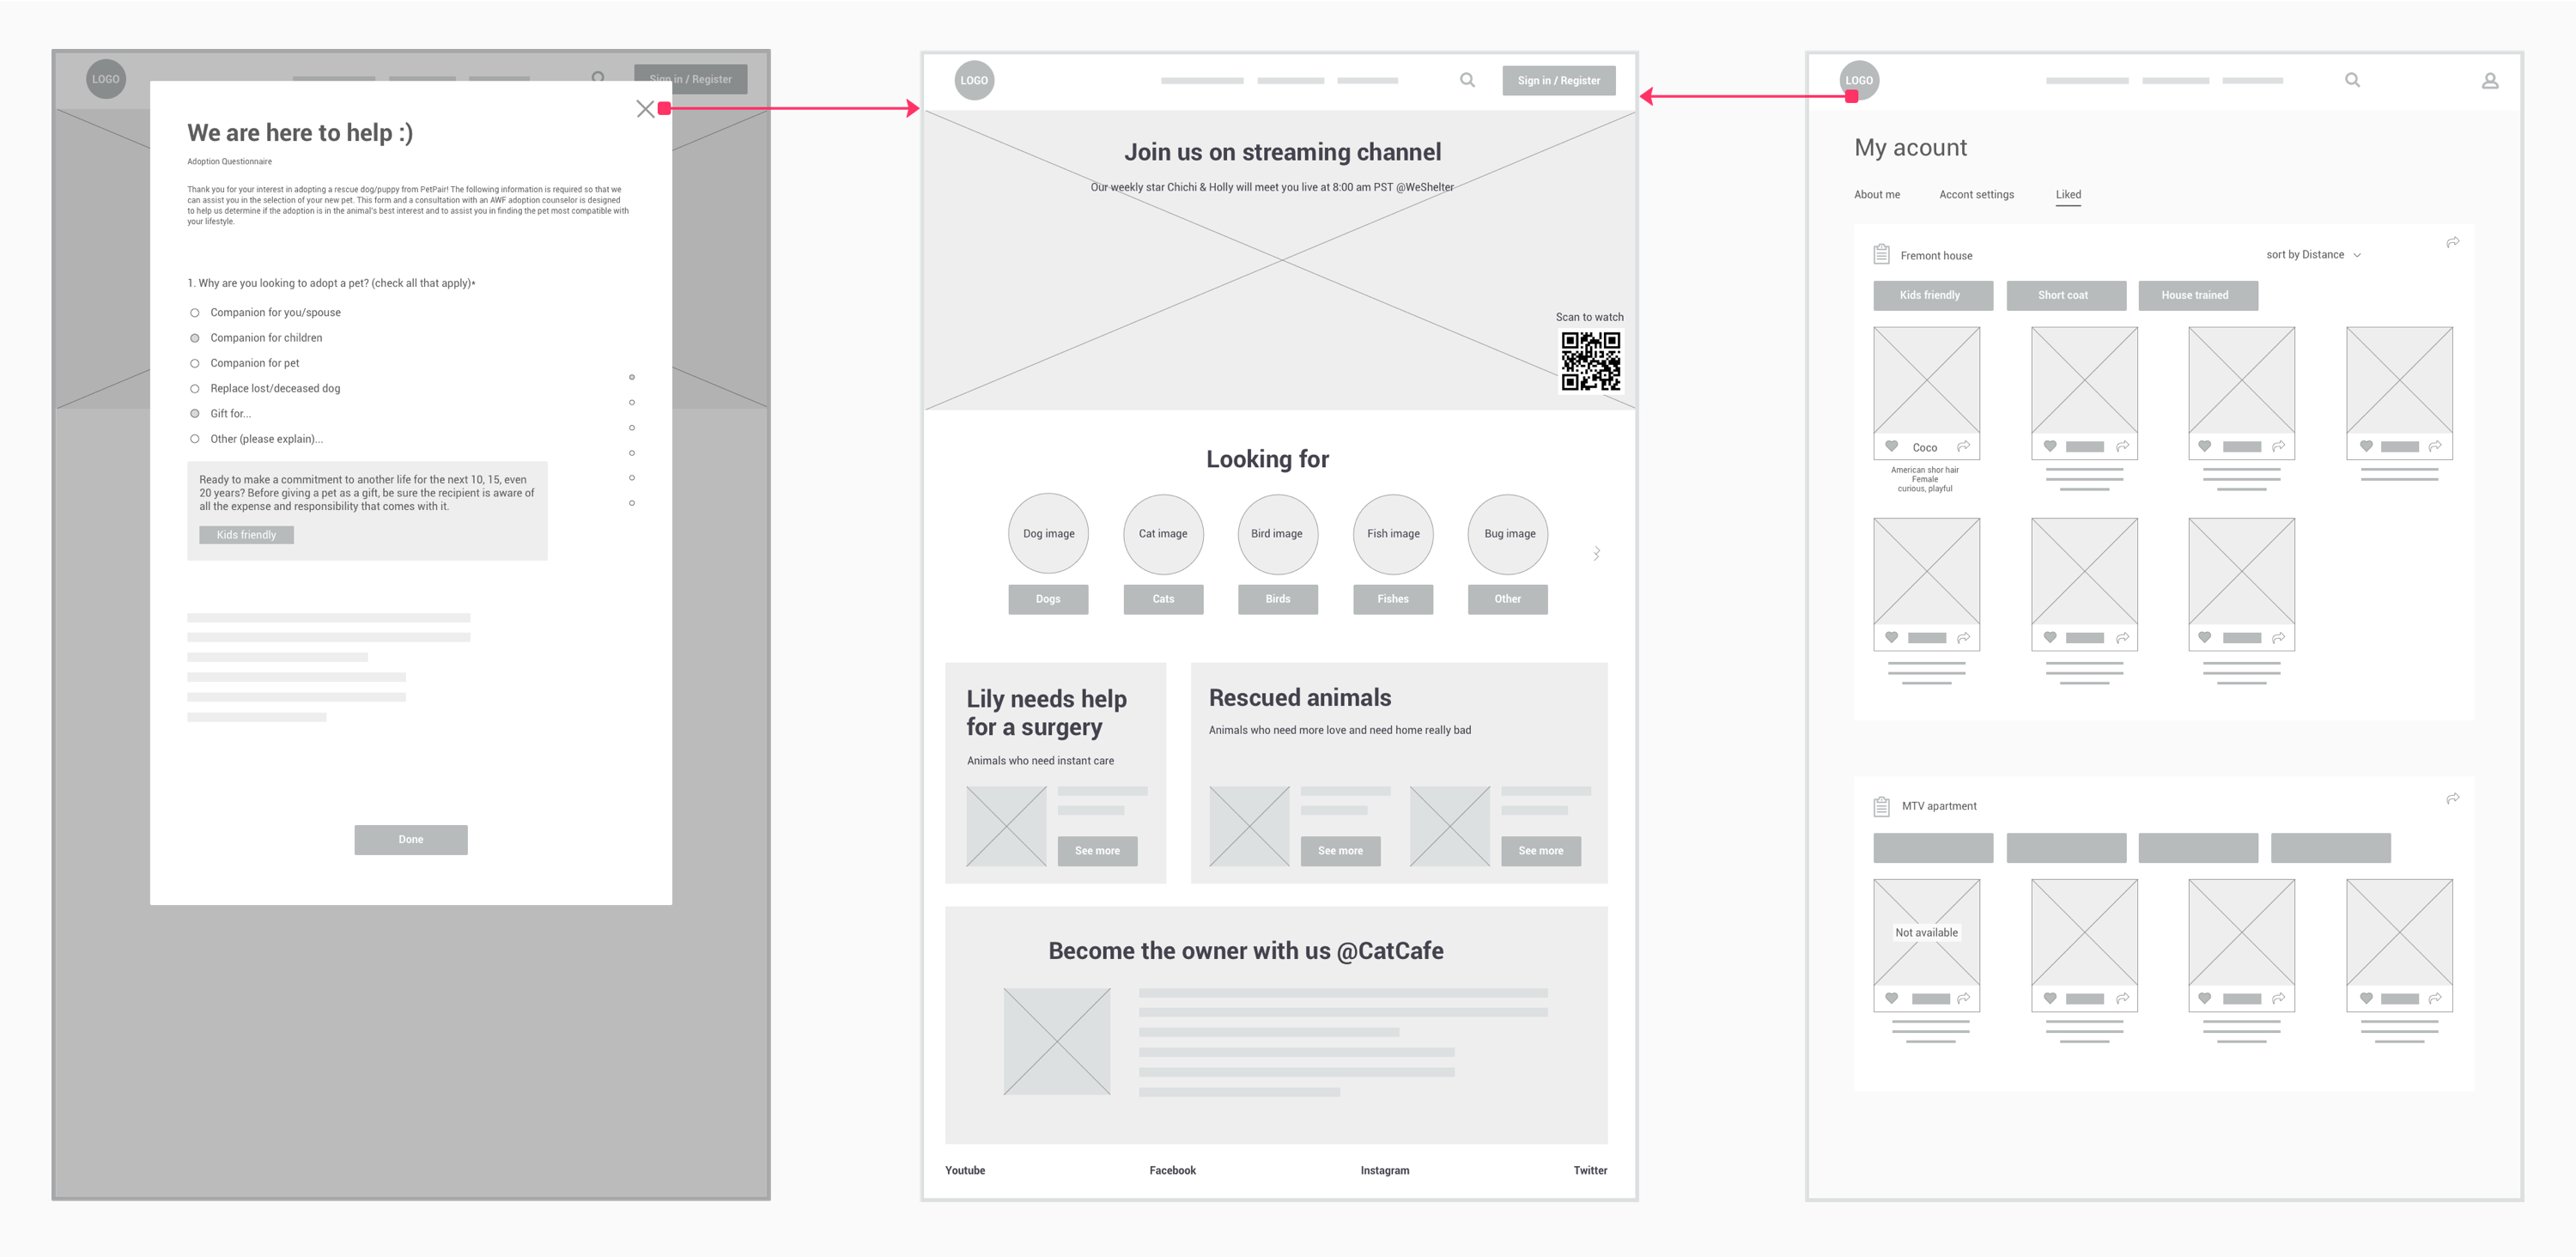 LOGO
Sign in / Register
We are here to help :)
Adoption Questionnaire
Thank you for your interest in adopting a rescue dog/puppy from PetPair! The following information is required so that we
can assist you in the selection of your new pet. This form and a consultation with an AWF adoption counselor is designed
to help us determine if the adoption is in the animal's best interest and to assist you in finding the pet most compatible with
your lifestyle.
1. Why are you looking to adopt a pet? (check all that apply)*
Companion for you/spouse
Companion for children
Companion for pet
Replace lost/deceased dog
Gift for...
Other (please explain)...
Ready to make a commitment to another life for the next 10, 15, even
20 years? Before giving a pet as a gift, be sure the recipient is aware of
all the expense and responsibility that comes with it.
Kids friendly
Done
LOGO
Sign in / Register
Join us on streaming channel
Our weekly star Chichi & Holly will meet you live at 8:00 am PST @WeShelter
Scan to watch
Looking for
Dog image
Cat image
Bird image
Fish image
Bug image
Dogs
Cats
Birds
Fishes
Other
Lily needs help
for a surgery
Animals who need instant care
See more
Rescued animals
Animals who need more love and need home really bad
See more
See more
Become the owner with us @CatCafe
Youtube
Facebook
Instagram
Twitter
LOGO
My acount
About me
Accont settings
Liked
Fremont house
sort by Distance
Kids friendly
Short coat
House trained
Coco
American shor hair
Female
curious, playful
MTV apartment
Not available